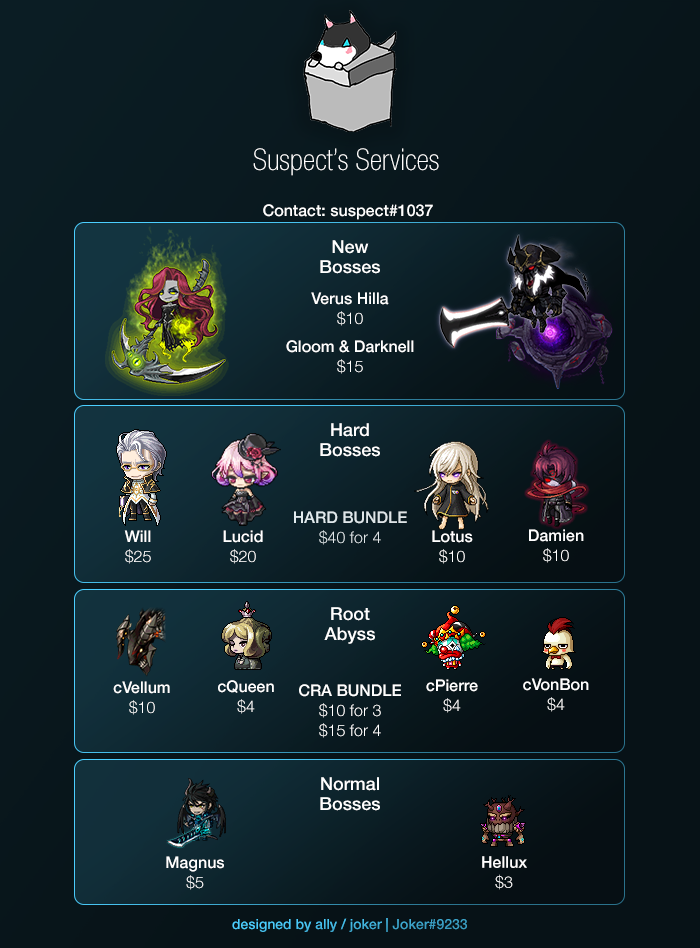 Suspect's Services
Contact: suspect#1037
New
Bosses
Verus Hilla
$10
Gloom & Darknell
$15
Hard
Bosses
HARD BUNDLE
$40 for 4
Will
$25
Lucid
$20
Lotus
$10
Damien
$10
Root
Abyss
CRA BUNDLE
$10 for 3
$15 for 4
cVellum
$10
cQueen
$4
cPierre
$4
cVonBon
$4
Normal
Bosses
Magnus
$5
Hellux
$3
designed by ally / joker | Joker#9233